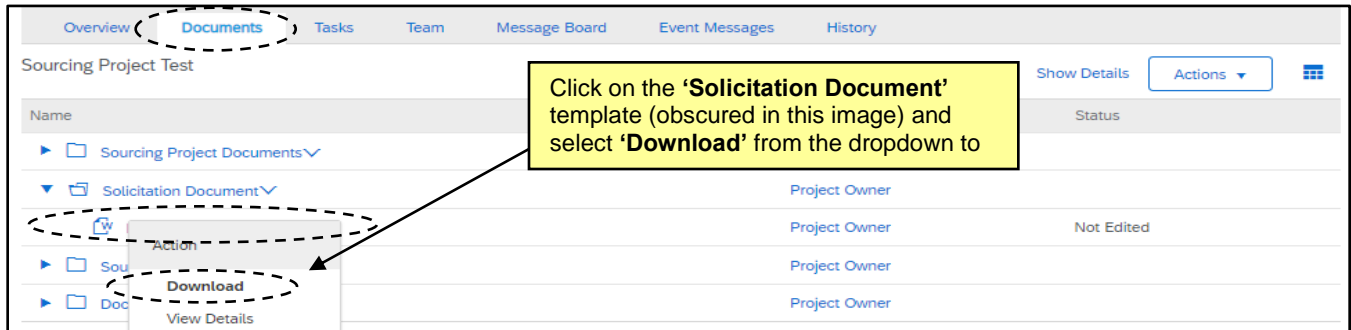 Overview Documents Tasks Team Message Board Event Messages History
Sourcing Project Test
Show Details Actions
Click on the ‘Solicitation Document’
template (obscured in this image) and
select ‘Download’ from the dropdown to
Name Status
Sourcing Project Documents
Solicitation Document Project Owner
W Project Owner Not Edited
Action
Sou Project Owner
Download
Doc Project Owner
View Details